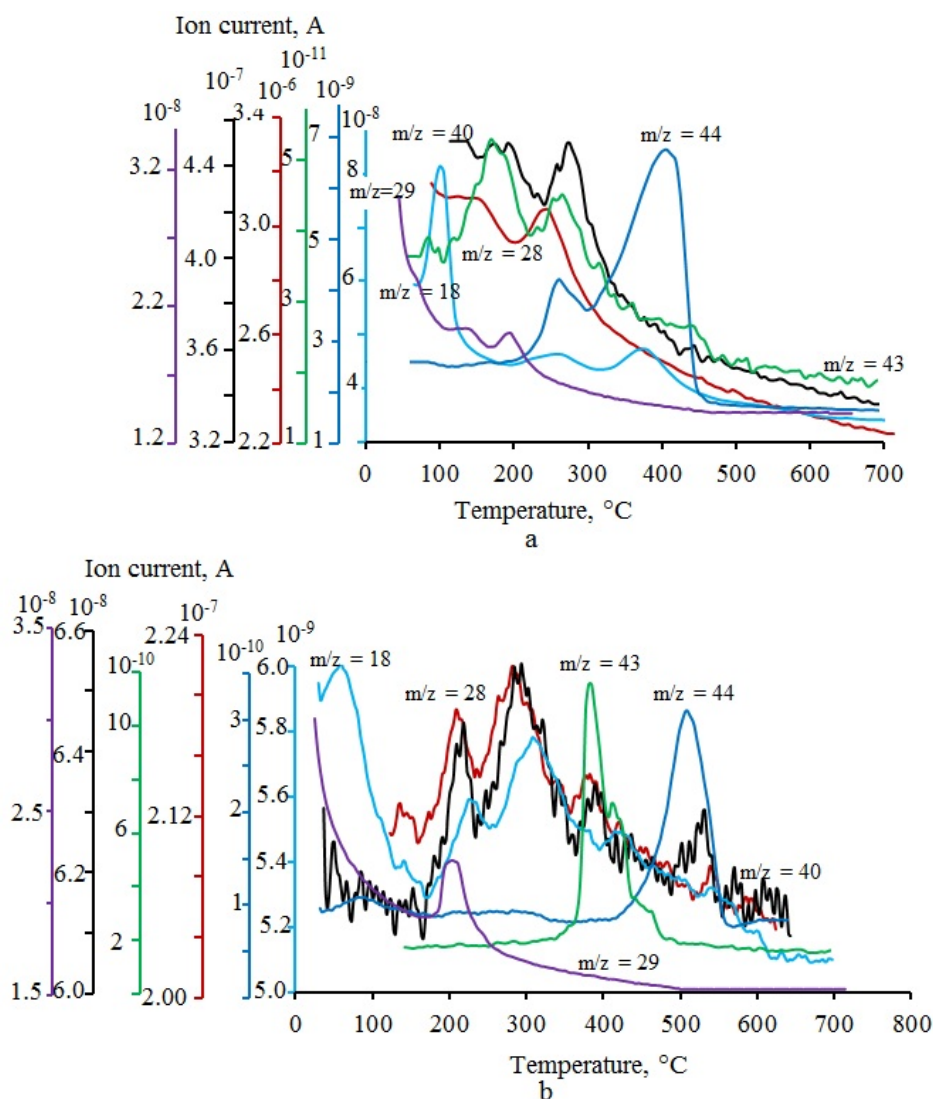 Ion current, A
10-8 10-7 10-6 10-11 10-9 10-8
3.2 2.2 1.2
4.4 4.0 3.6 3.2
3.4 3.0 2.6 2.2
5 3 1
7 5 3 1
8 6 4
m/z = 40
m/z = 44
m/z=29
m/z = 28
m/z = 18
m/z = 43
0 100 200 300 400 500 600 700
Temperature, °C
a
Ion current, A
10-8 10-8 10-10 10-7 10-10 10-9
3.5 2.5 1.5
6.6 6.4 6.2 6.0
10 6 2
2.24 2.12 2.00
3 2 1
6.0 5.8 5.6 5.4 5.2 5.0
m/z = 18
m/z = 28
m/z = 43
m/z = 44
m/z = 40
m/z = 29
0 100 200 300 400 500 600 700 800
Temperature, °C
b